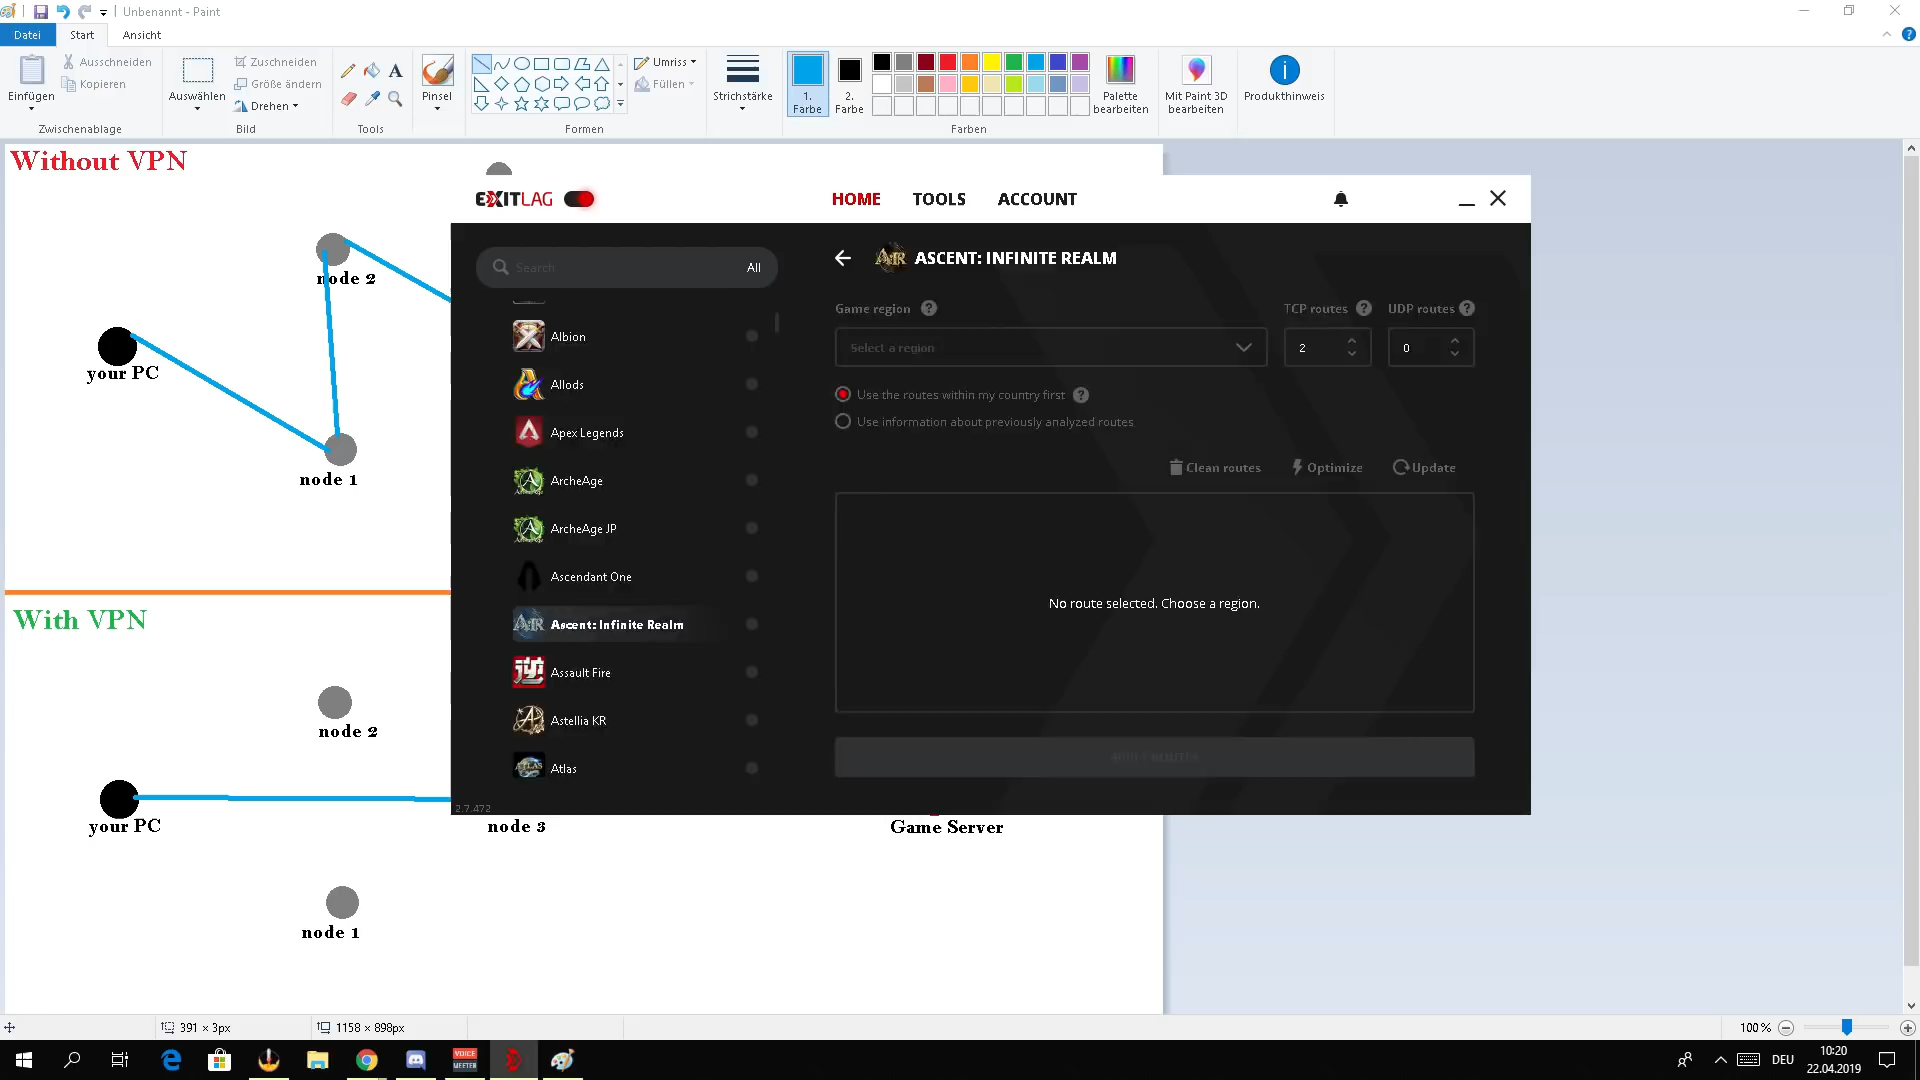 Unbenannt - Paint
Datei
Start
Ansicht
Einfügen
Ausschneiden
Kopieren
Zwischenablage
Auswählen
Zuschneiden
Größe ändern
Drehen
Bild
Tools
Pinsel
Umriss
Füllen
Formen
Strichstärke
1.
Farbe
2.
Farbe
Farben
Palette
bearbeiten
Mit Paint 3D
bearbeiten
Produkthinweis
Without VPN
node 2
your PC
node 1
With VPN
node 2
your PC
node 3
Game Server
node 1
EXITLAG
HOME
TOOLS
ACCOUNT
Search
All
Albion
Allods
Apex Legends
ArcheAge
ArcheAge JP
Ascendant One
Ascent: Infinite Realm
Assault Fire
Astellia KR
Atlas
2.7.472
ASCENT: INFINITE REALM
Game region
TCP routes
UDP routes
Select a region
2
0
Use the routes within my country first
Use information about previously analyzed routes
Clean routes
Optimize
Update
No route selected. Choose a region.
391 × 3px
1158 × 898px
100%
VOICE
MEETER
DEU
10:20
22.04.2019